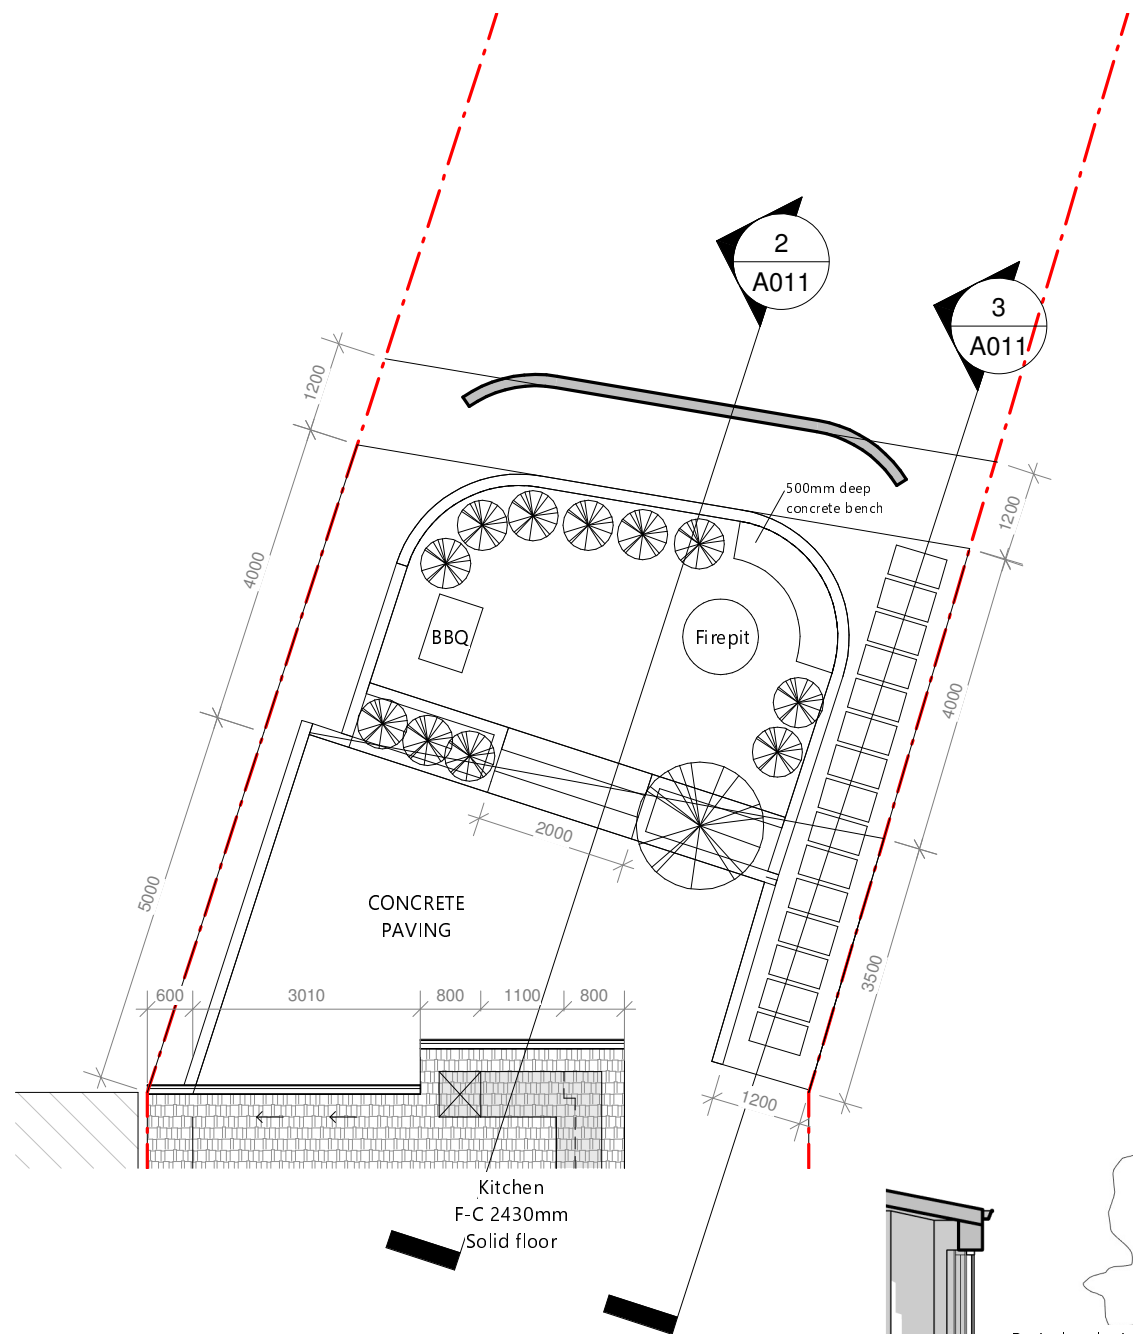 2
A011
3
A011
1200
500mm deep
concrete bench
1200
4000
BBQ
Firepit
4000
2000
5000
CONCRETE
PAVING
3500
600
3010
800
1100
800
1200
Kitchen
F-C 2430mm
Solid floor